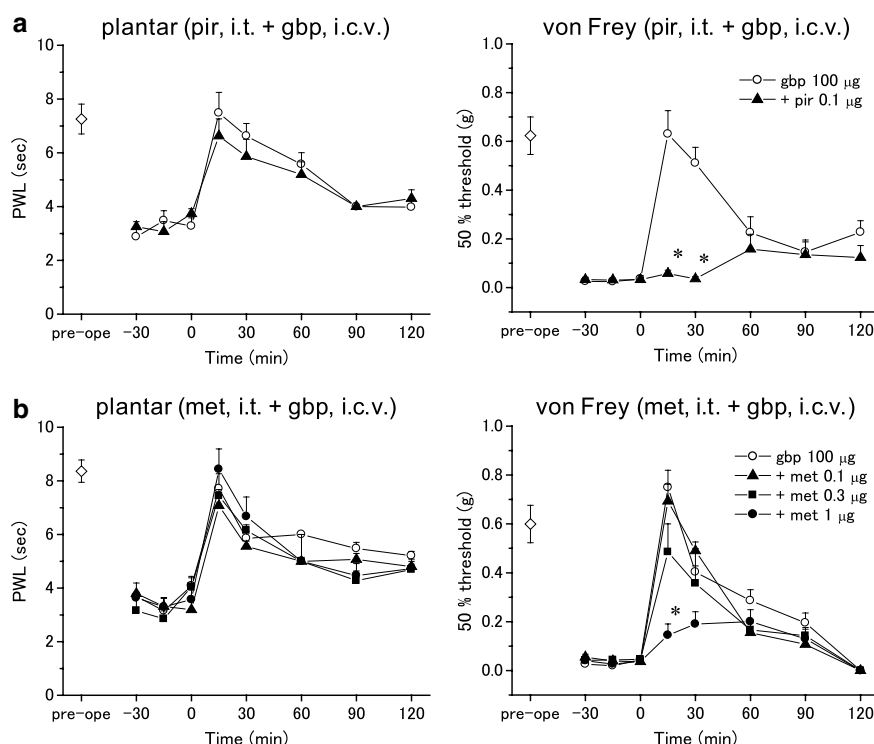 a
plantar (pir, i.t. + gbp, i.c.v.)
10
8
6
4
2
0
PWL (sec)
pre-ope -30 0 30 60 90 120
Time (min)
von Frey (pir, i.t. + gbp, i.c.v.)
1.0
0.8
0.6
0.4
0.2
0.0
50 % threshold (g)
gbp 100 μg
+ pir 0.1 μg
* *
pre-ope -30 0 30 60 90 120
Time (min)
b
plantar (met, i.t. + gbp, i.c.v.)
10
8
6
4
2
0
PWL (sec)
pre-ope -30 0 30 60 90 120
Time (min)
von Frey (met, i.t. + gbp, i.c.v.)
1.0
0.8
0.6
0.4
0.2
0.0
50 % threshold (g)
gbp 100 μg
+ met 0.1 μg
+ met 0.3 μg
+ met 1 μg
*
pre-ope -30 0 30 60 90 120
Time (min)